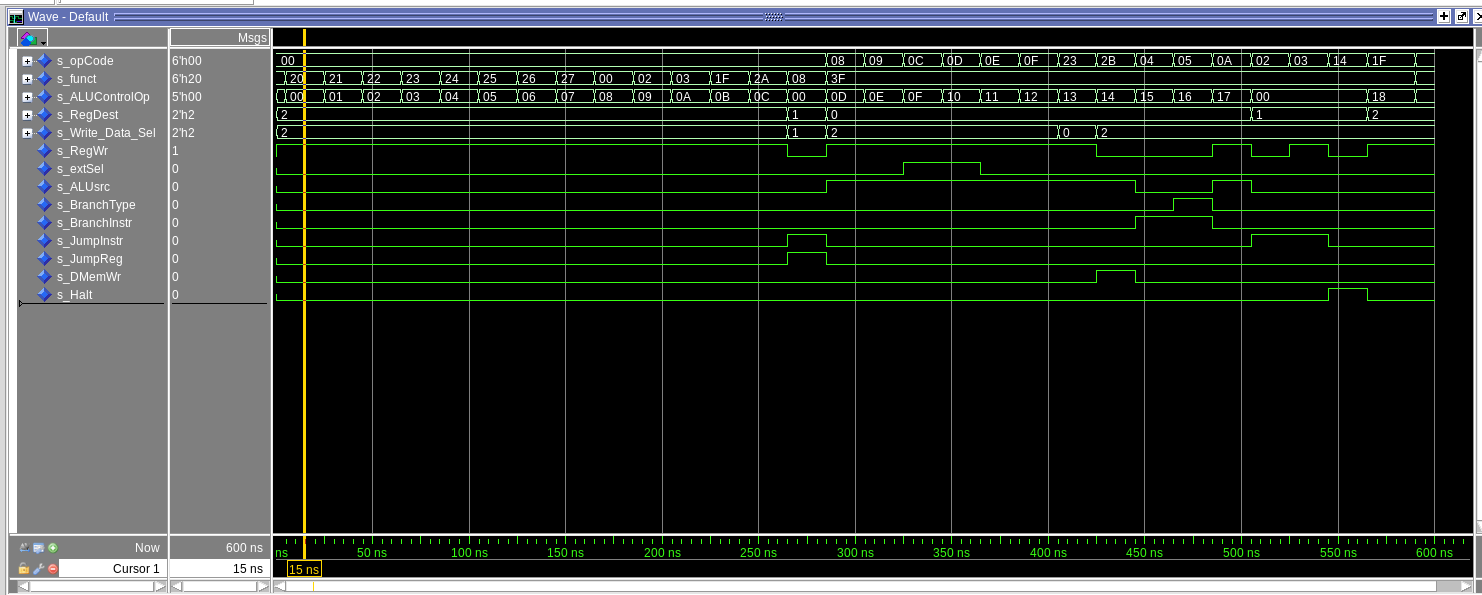 Wave - Default
Msgs
s_opCode 6'h00 00 08 09 0C 0D 0E 0F 23 2B 04 05 0A 02 03 14 1F
s_funct 6'h20 20 21 22 23 24 25 26 27 00 02 03 1F 2A 08 3F
s_ALUControlOp 5'h00 00 01 02 03 04 05 06 07 08 09 0A 0B 0C 00 0D 0E 0F 10 11 12 13 14 15 16 17 00 18
s_RegDest 2'h2 2 1 0 1 2
s_Write_Data_Sel 2'h2 2 1 2 0 2
s_RegWr 1
s_extSel 0
s_ALUsrc 0
s_BranchType 0
s_BranchInstr 0
s_JumpInstr 0
s_JumpReg 0
s_DMemWr 0
s_Halt 0
Now 600 ns ns 50 ns 100 ns 150 ns 200 ns 250 ns 300 ns 350 ns 400 ns 450 ns 500 ns 550 ns 600 ns
Cursor 1 15 ns 15 ns